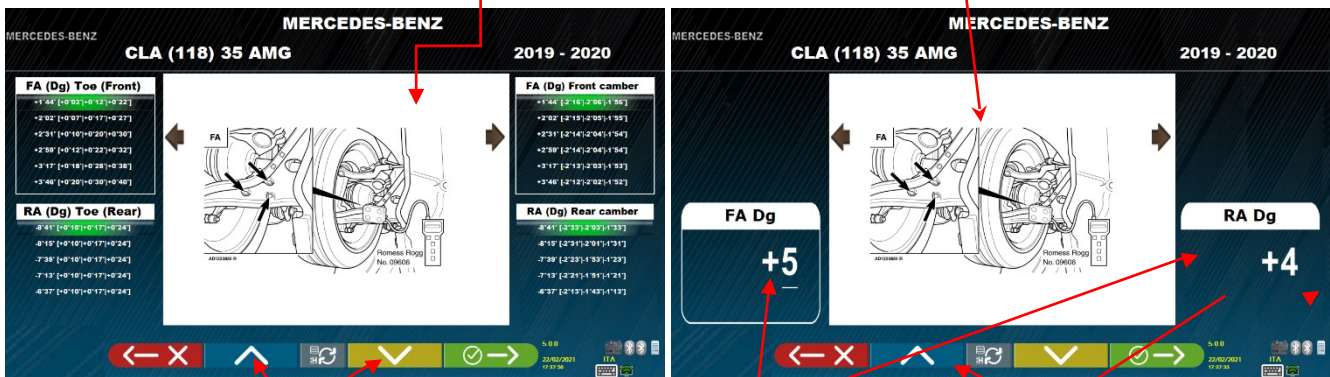 MERCEDES-BENZ
MERCEDES-BENZ
CLA (118) 35 AMG
2019 - 2020
FA (Dg) Toe (Front)
+1°44' [+0°02'|+0°12'|+0°22']
+2°02' [+0°07'|+0°17'|+0°27']
+2°31' [+0°10'|+0°20'|+0°30']
+2°59' [+0°12'|+0°22'|+0°32']
+3°17' [+0°18'|+0°28'|+0°38']
+3°46' [+0°20'|+0°30'|+0°40']
RA (Dg) Toe (Rear)
-8°41' [+0°10'|+0°17'|+0°24']
-8°15' [+0°10'|+0°17'|+0°24']
-7°39' [+0°10'|+0°17'|+0°24']
-7°13' [+0°10'|+0°17'|+0°24']
-6°37' [+0°10'|+0°17'|+0°24']
FA
Romess Rogg
No. 09606
FA (Dg) Front camber
+1°44' [-2°16'|-2°06'|-1°56']
+2°02' [-2°15'|-2°05'|-1°55']
+2°31' [-2°14'|-2°04'|-1°54']
+2°59' [-2°14'|-2°04'|-1°54']
+3°17' [-2°13'|-2°03'|-1°53']
+3°46' [-2°12'|-2°02'|-1°52']
RA (Dg) Rear camber
-8°41' [-2°33'|-2°03'|-1°33']
-8°15' [-2°31'|-2°01'|-1°31']
-7°39' [-2°23'|-1°53'|-1°23']
-7°13' [-2°21'|-1°51'|-1°21']
-6°37' [-2°13'|-1°43'|-1°13']
5 0 0
22/02/2021
17:37:50
ITA
MERCEDES-BENZ
MERCEDES-BENZ
CLA (118) 35 AMG
2019 - 2020
FA Dg
+5
FA
Romess Rogg
No. 09606
RA Dg
+4
5 0 0
22/02/2021
17:37:33
ITA